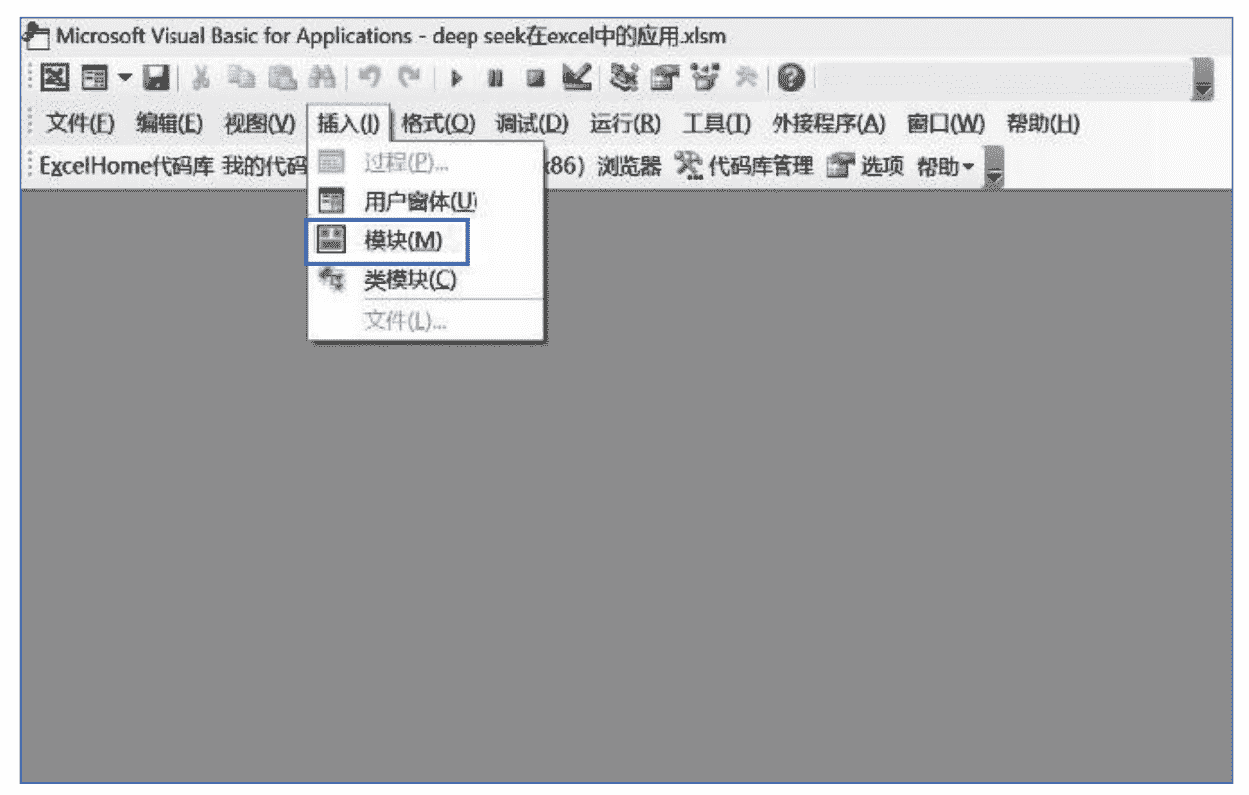 Microsoft Visual Basic for Applications - deep seek在excel中的应用.xlsm
文件(F) 编辑(E) 视图(V) 插入(I) 格式(O) 调试(D) 运行(R) 工具(T) 外接程序(A) 窗口(W) 帮助(H)
ExcelHome代码库 我的代码 x86) 浏览器 代码库管理 选项 帮助
过程(P)...
用户窗体(U)
模块(M)
类模块(C)
文件(L)...